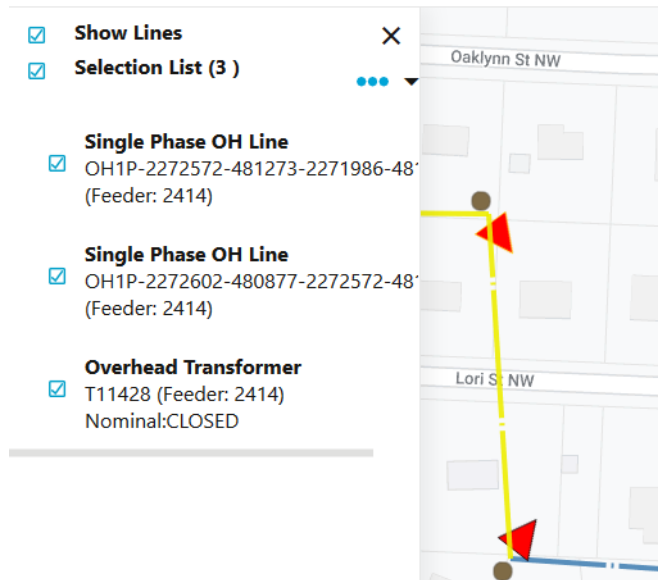 Show Lines
Selection List (3 )
Single Phase OH Line
OH1P-2272572-481273-2271986-48
(Feeder: 2414)
Single Phase OH Line
OH1P-2272602-480877-2272572-48
(Feeder: 2414)
Overhead Transformer
T11428 (Feeder: 2414)
Nominal:CLOSED
Oaklynn St NW
Lori St NW